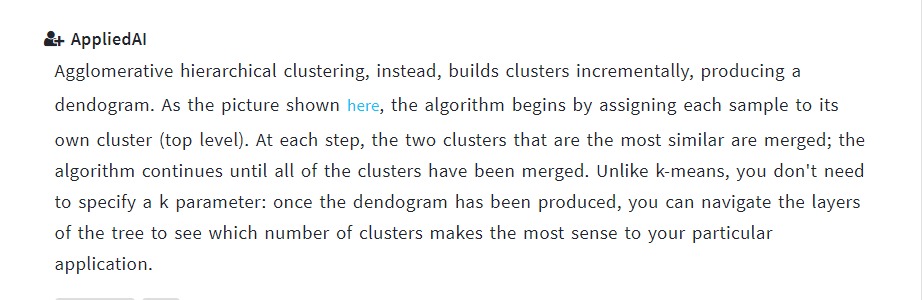 AppliedAI
Agglomerative hierarchical clustering, instead, builds clusters incrementally, producing a
dendogram. As the picture shown here, the algorithm begins by assigning each sample to its
own cluster (top level). At each step, the two clusters that are the most similar are merged; the
algorithm continues until all of the clusters have been merged. Unlike k-means, you don't need
to specify a k parameter: once the dendogram has been produced, you can navigate the layers
of the tree to see which number of clusters makes the most sense to your particular
application.